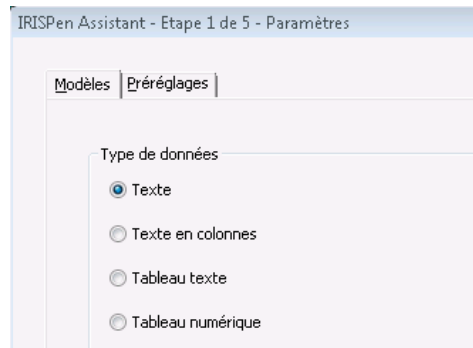 IRISPen Assistant - Etape 1 de 5 - Paramètres
Modèles Préréglages
Type de données
Texte
Texte en colonnes
Tableau texte
Tableau numérique